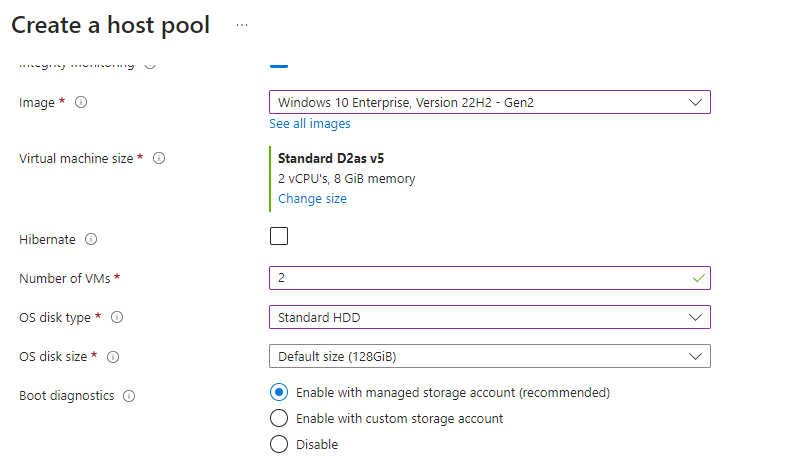 Create a host pool ...
Integrity monitoring
Image *
Windows 10 Enterprise, Version 22H2 - Gen2
See all images
Virtual machine size *
Standard D2as v5
2 vCPU's, 8 GiB memory
Change size
Hibernate
Number of VMs *
2
OS disk type *
Standard HDD
OS disk size *
Default size (128GiB)
Boot diagnostics
Enable with managed storage account (recommended)
Enable with custom storage account
Disable